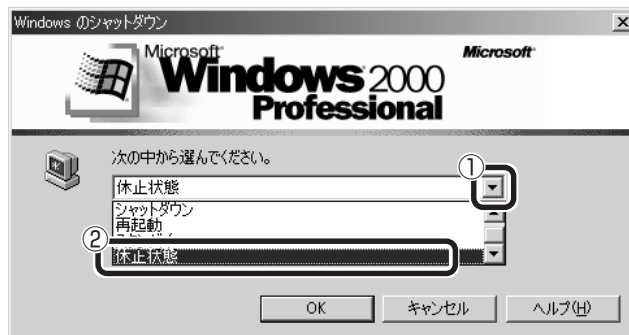 Windows のシャットダウン
Microsoft
Windows 2000
Professional
Microsoft
次の中から選んでください。
①
休止状態
シャットダウン
再起動
②
休止状態
OK
キャンセル
ヘルプ(H)